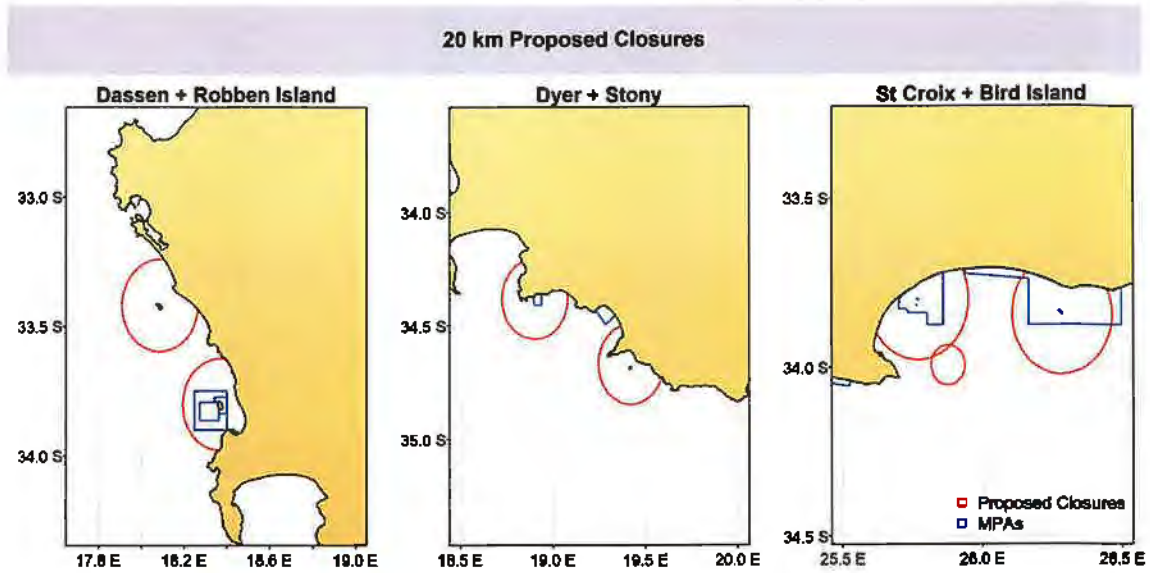 20 km Proposed Closures
Dassen + Robben Island
33.0 S
33.5 S
34.0 S
17.8 E
18.2 E
18.6 E
19.0 E
Dyer + Stony
34.0 S
34.5 S
35.0 S
18.5 E
19.0 E
19.5 E
20.0 E
St Croix + Bird Island
33.5 S
34.0 S
34.5 S
25.5 E
26.0 E
26.5 E
Proposed Closures
MPAs